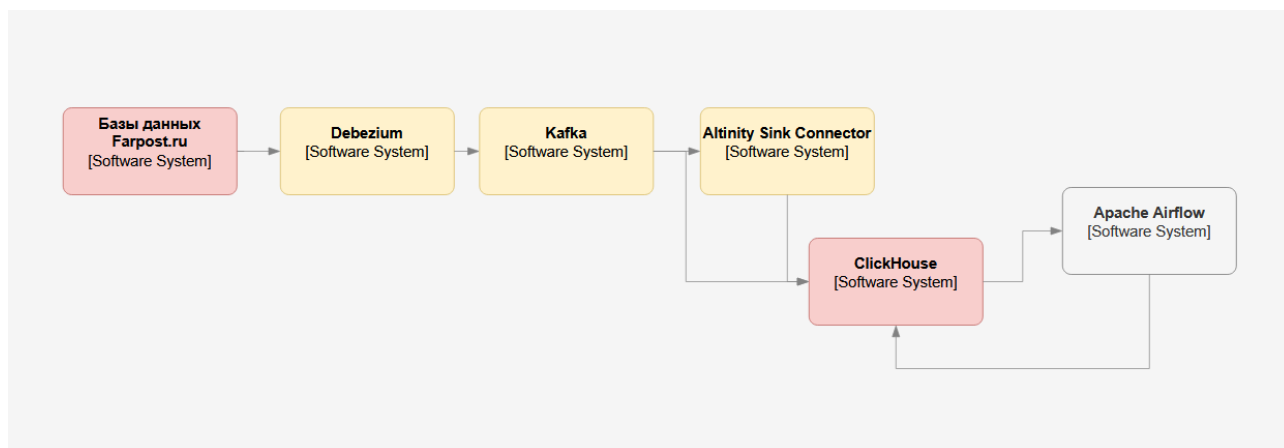 Базы данных
Farpost.ru
[Software System]
Debezium
[Software System]
Kafka
[Software System]
Altinity Sink Connector
[Software System]
ClickHouse
[Software System]
Apache Airflow
[Software System]